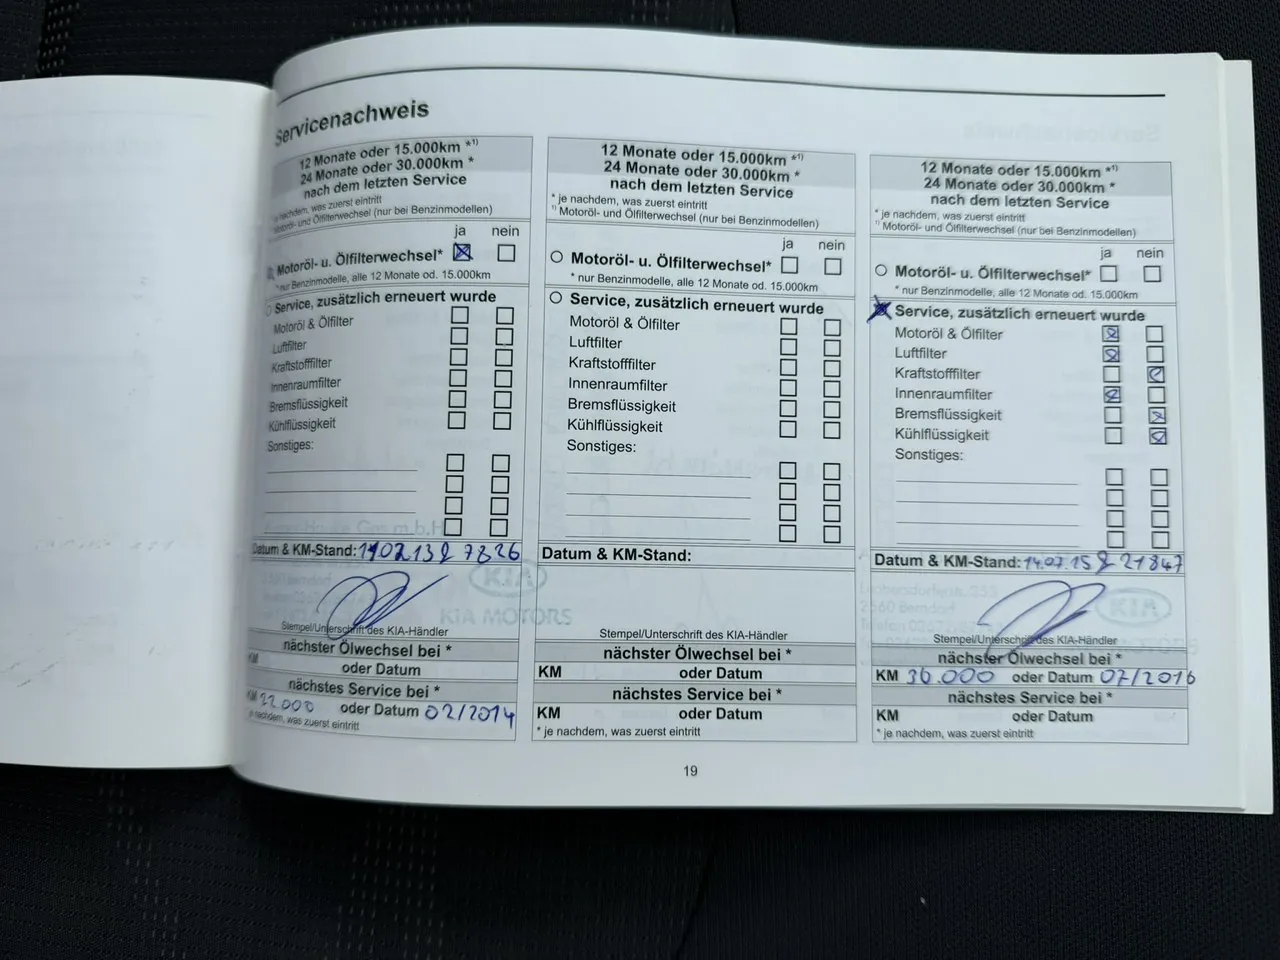 Servicenachweis
12 Monate oder 15.000km *¹⁾
24 Monate oder 30.000km *
nach dem letzten Service
* je nachdem, was zuerst eintritt
Motoröl- und Ölfilterwechsel (nur bei Benzinmodellen)
ja nein
Motoröl- u. Ölfilterwechsel*
* nur Benzinmodelle, alle 12 Monate od. 15.000km
Service, zusätzlich erneuert wurde
Motoröl & Ölfilter
Luftfilter
Kraftstofffilter
Innenraumfilter
Bremsflüssigkeit
Kühlflüssigkeit
Sonstiges:
Ges.m.b.H
Datum & KM-Stand: 11.02.13 & 7826
KIA
KIA MOTORS
Stempel/Unterschrift des KIA-Händler
nächster Ölwechsel bei *
KM oder Datum
nächstes Service bei *
KM 22.000 oder Datum 02/2014
* je nachdem, was zuerst eintritt
12 Monate oder 15.000km *¹⁾
24 Monate oder 30.000km *
nach dem letzten Service
* je nachdem, was zuerst eintritt
¹⁾ Motoröl- und Ölfilterwechsel (nur bei Benzinmodellen)
ja nein
Motoröl- u. Ölfilterwechsel*
* nur Benzinmodelle, alle 12 Monate od. 15.000km
Service, zusätzlich erneuert wurde
Motoröl & Ölfilter
Luftfilter
Kraftstofffilter
Innenraumfilter
Bremsflüssigkeit
Kühlflüssigkeit
Sonstiges:
Datum & KM-Stand:
Stempel/Unterschrift des KIA-Händler
nächster Ölwechsel bei *
KM oder Datum
nächstes Service bei *
KM oder Datum
* je nachdem, was zuerst eintritt
12 Monate oder 15.000km *¹⁾
24 Monate oder 30.000km *
nach dem letzten Service
* je nachdem, was zuerst eintritt
¹⁾ Motoröl- und Ölfilterwechsel (nur bei Benzinmodellen)
ja nein
Motoröl- u. Ölfilterwechsel*
* nur Benzinmodelle, alle 12 Monate od. 15.000km
Service, zusätzlich erneuert wurde
Motoröl & Ölfilter
Luftfilter
Kraftstofffilter
Innenraumfilter
Bremsflüssigkeit
Kühlflüssigkeit
Sonstiges:
Datum & KM-Stand: 14.07.15 & 21847
2560 Berndorf
KIA
Stempel/Unterschrift des KIA-Händler
nächster Ölwechsel bei *
KM 36.000 oder Datum 07/2016
nächstes Service bei *
KM oder Datum
* je nachdem, was zuerst eintritt
19